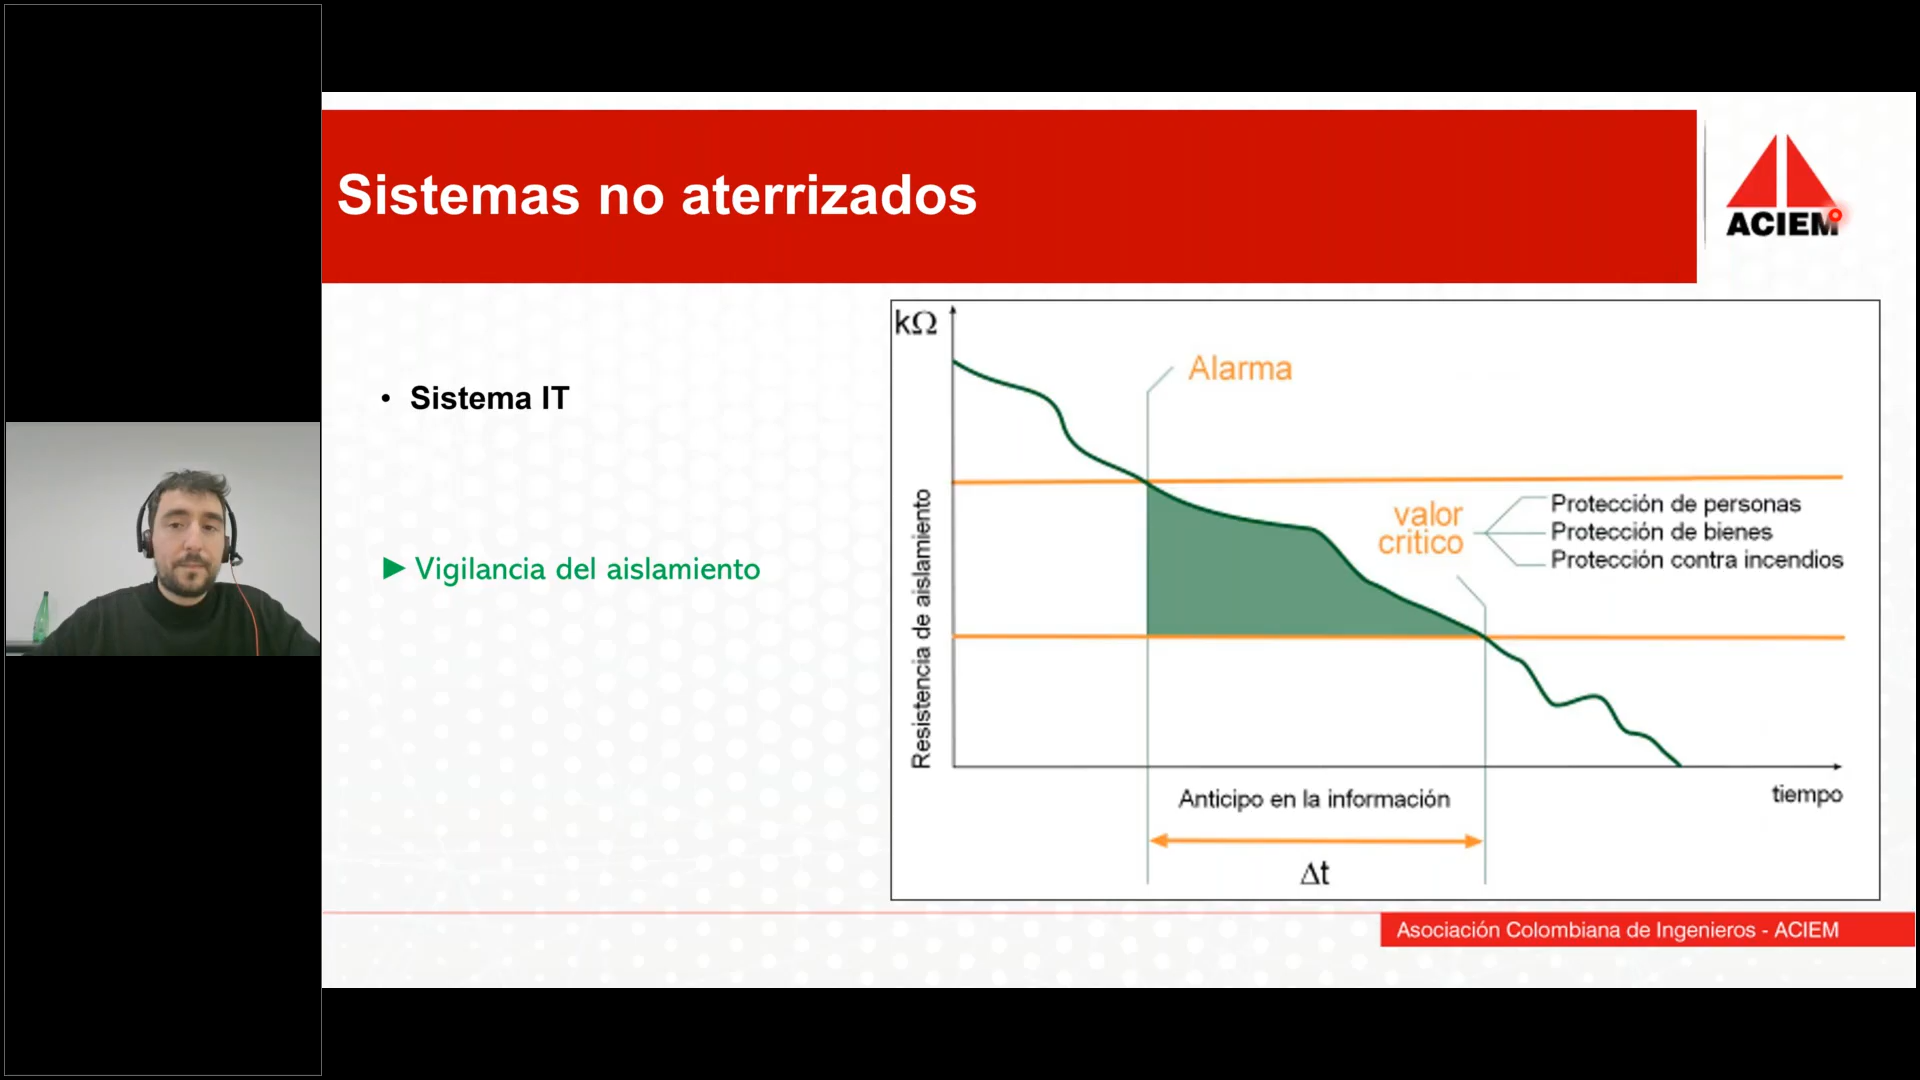 Sistemas no aterrizados
ACIEM
• Sistema IT
► Vigilancia del aislamiento
kΩ
Alarma
valor
critico
Protección de personas
Protección de bienes
Protección contra incendios
Resistencia de aislamiento
tiempo
Anticipo en la información
Δt
Asociación Colombiana de Ingenieros - ACIEM